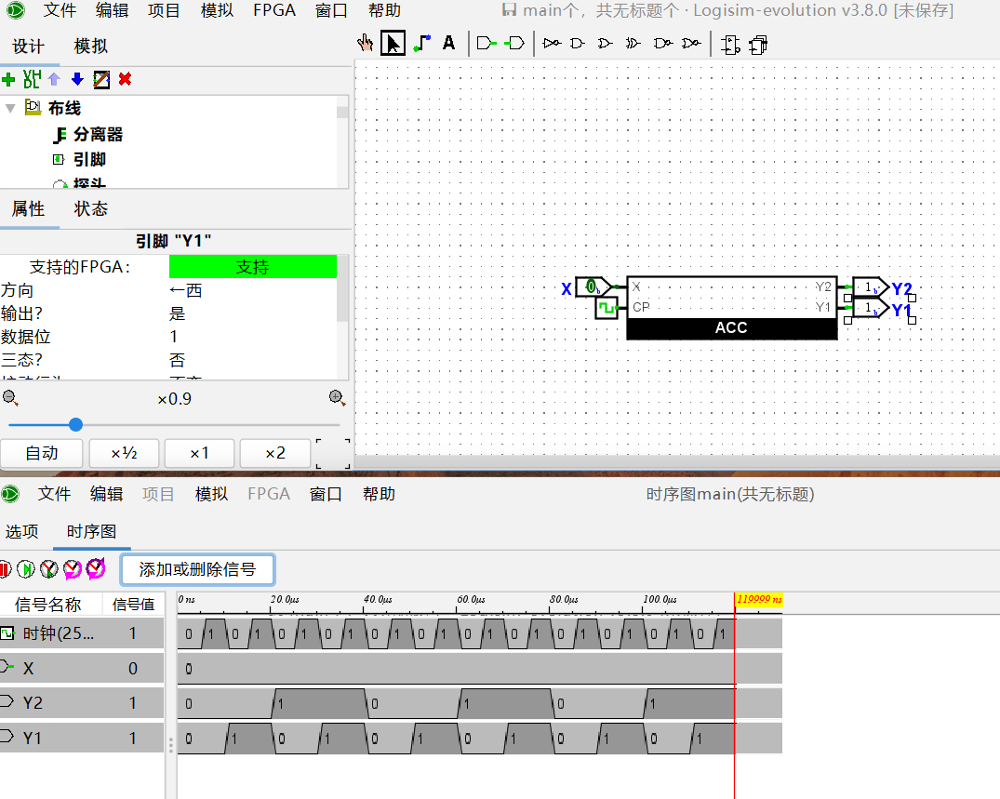 文件 编辑 项目 模拟 FPGA 窗口 帮助 main个，共无标题个 · Logisim-evolution v3.8.0 [未保存]
设计 模拟
A
VH
DL
布线
分离器
引脚
探头
属性 状态
引脚 "Y1"
支持的FPGA: 支持
方向 ←西
输出? 是
数据位 1
三态? 否
×0.9
自动 ×½ ×1 ×2
X 0b X Y2 1b Y2
CP Y1 1b Y1
ACC
文件 编辑 项目 模拟 FPGA 窗口 帮助 时序图main(共无标题)
选项 时序图
添加或删除信号
信号名称 信号值 0 ns 20.0μs 40.0μs 60.0μs 80.0μs 100.0μs 119999 ns
时钟(25... 1 0 1 0 1 0 1 0 1 0 1 0 1 0 1 0 1 0 1 0 1 0 1 0 1
X 0 0
Y2 1 0 1 0 1 0 1
Y1 1 0 1 0 1 0 1 0 1 0 1 0 1